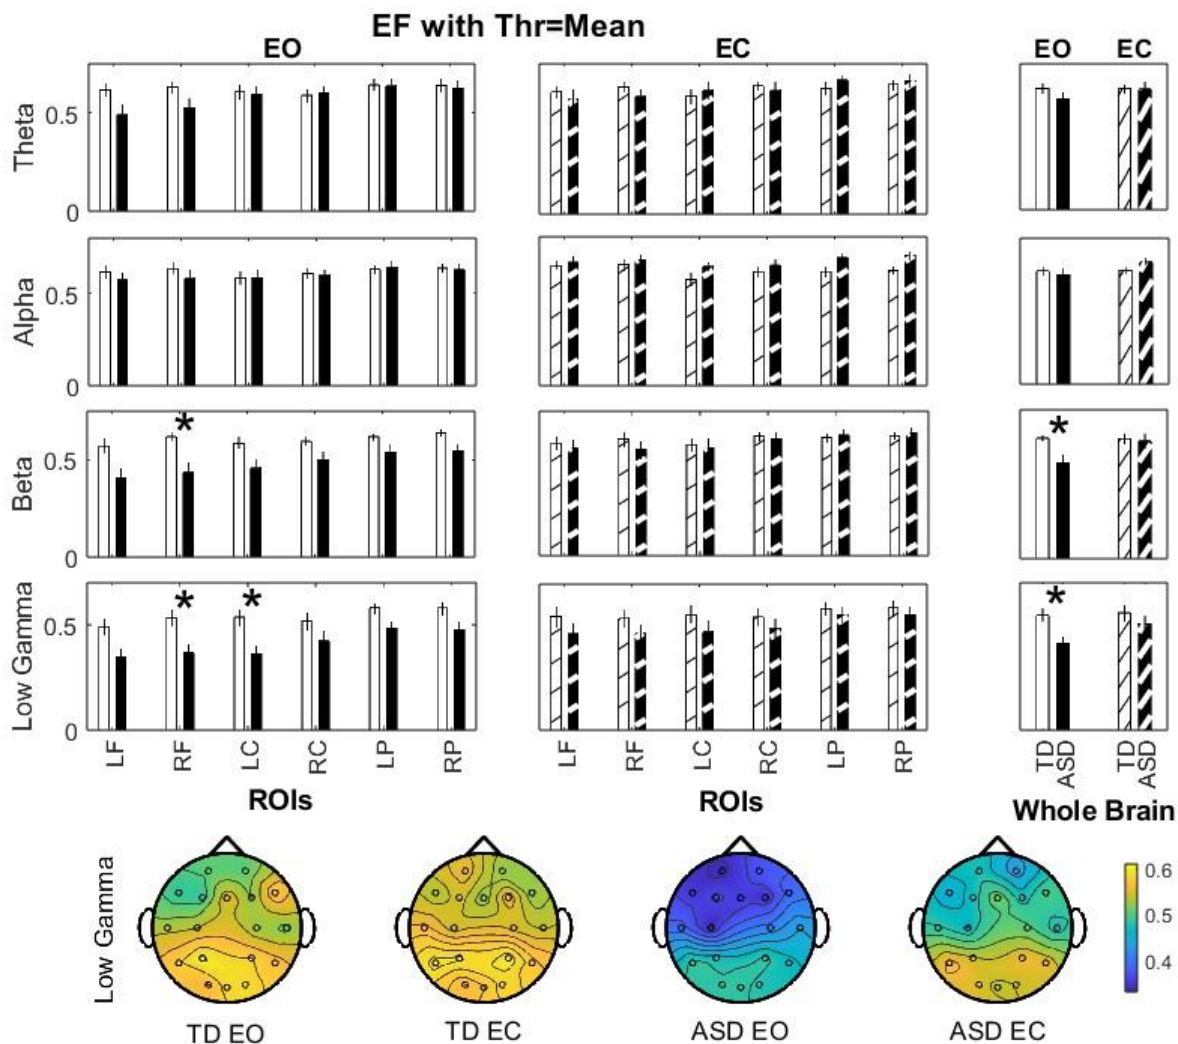 EF with Thr=Mean
EO EC EO EC
Theta
0.5
0
Alpha
0.5
0
* *
Beta
0.5
0
* * *
Low Gamma
0.5
0
LF RF LC RC LP RP LF RF LC RC LP RP TD ASD TD ASD
ROIs ROIs Whole Brain
Low Gamma
0.6
0.5
0.4
TD EO TD EC ASD EO ASD EC